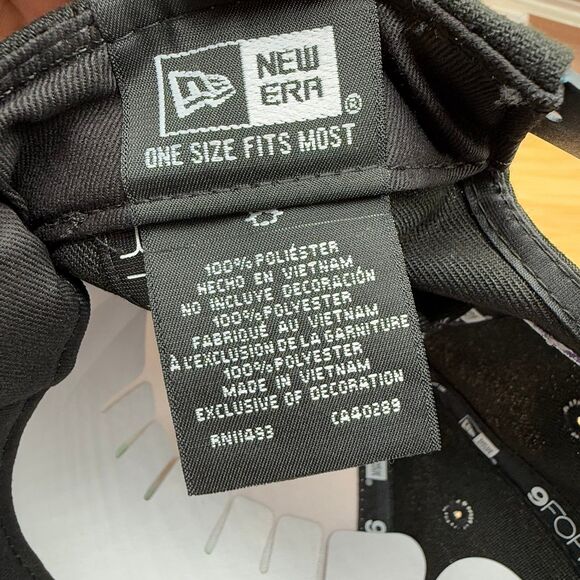 NEW ERA®
ONE SIZE FITS MOST
100% POLIÉSTER
HECHO EN VIETNAM
NO INCLUYE DECORACIÓN
100% POLYESTER
FABRIQUÉ AU VIETNAM
À L'EXCLUSION DE LA GARNITURE
100% POLYESTER
MADE IN VIETNAM
EXCLUSIVE OF DECORATION
RN11493 CA40289
9FOR